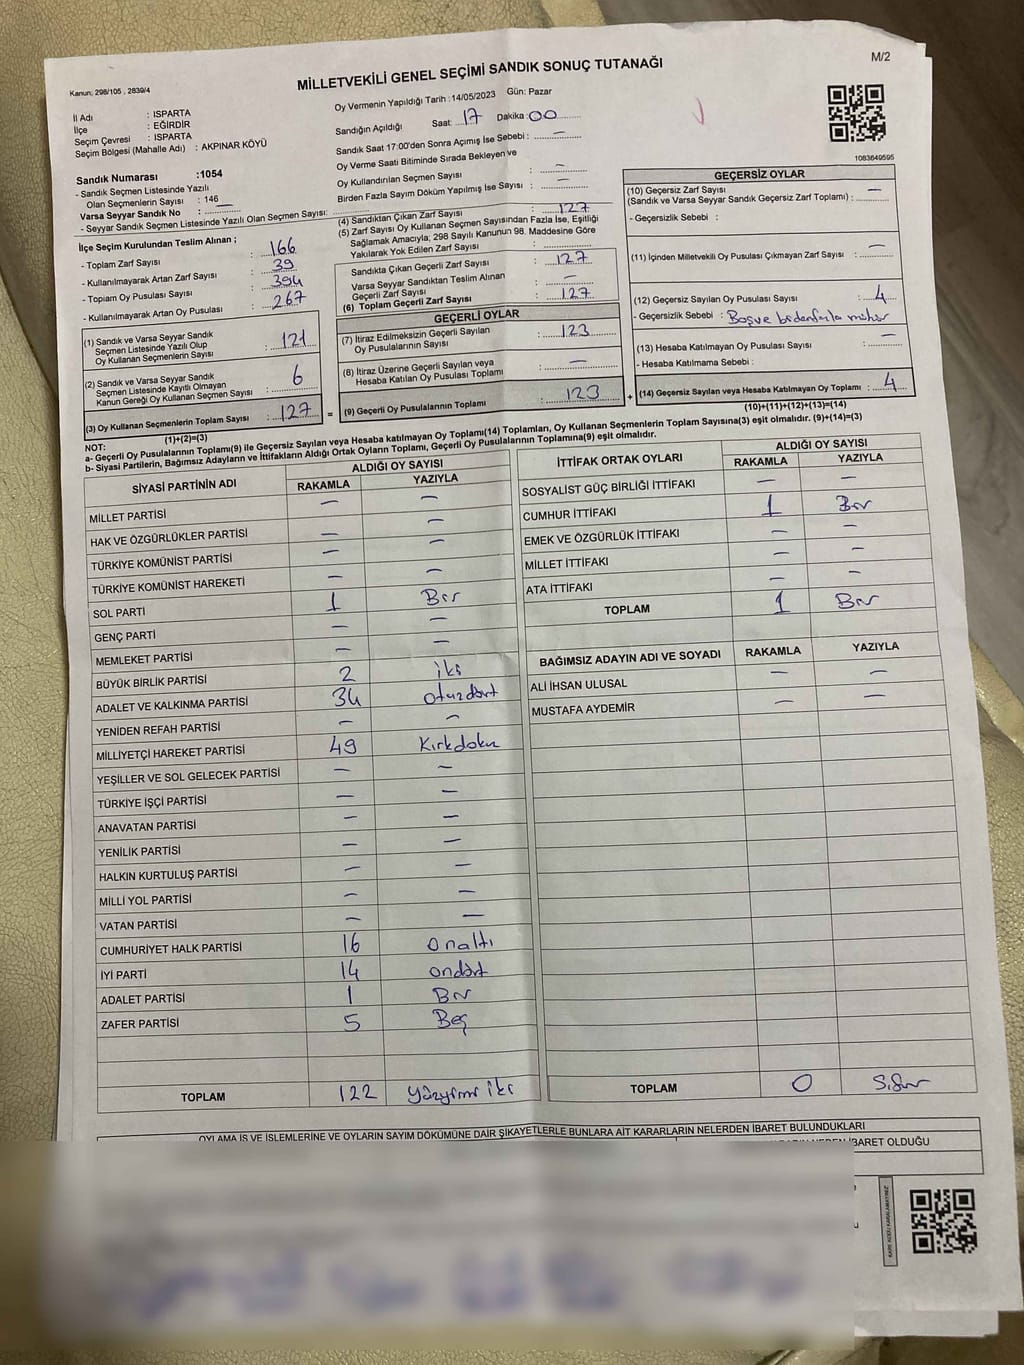 M/2
Kanun; 298/105 , 2839/4
MİLLETVEKİLİ GENEL SEÇİMİ SANDIK SONUÇ TUTANAĞI
İl Adı : ISPARTA
İlçe : EĞİRDİR
Seçim Çevresi : ISPARTA
Seçim Bölgesi (Mahalle Adı) : AKPINAR KÖYÜ
Sandık Numarası :1054
- Sandık Seçmen Listesinde Yazılı
Olan Seçmenlerin Sayısı : 146
Varsa Seyyar Sandık No : —
- Seyyar Sandık Seçmen Listesinde Yazılı Olan Seçmen Sayısı:
Oy Vermenin Yapıldığı Tarih : 14/05/2023 Gün: Pazar
Sandığın Açıldığı Saat: 17 Dakika : 00
Sandık Saat 17:00'den Sonra Açımış İse Sebebi : —
Oy Verme Saati Bitiminde Sırada Bekleyen ve
Oy Kullandırılan Seçmen Sayısı : —
Birden Fazla Sayım Döküm Yapılmış İse Sayısı : —
1083649595
İlçe Seçim Kurulundan Teslim Alınan ;
- Toplam Zarf Sayısı : 166
- Kullanılmayarak Artan Zarf Sayısı : 39
- Toplam Oy Pusulası Sayısı : 394
- Kullanılmayarak Artan Oy Pusulası : 267
(1) Sandık ve Varsa Seyyar Sandık
Seçmen Listesinde Yazılı Olup
Oy Kullanan Seçmenlerin Sayısı : 121
(2) Sandık ve Varsa Seyyar Sandık
Seçmen Listesinde Kayıtlı Olmayan
Kanun Gereği Oy Kullanan Seçmen Sayısı : 6
(3) Oy Kullanan Seçmenlerin Toplam Sayısı : 127 =
(1)+(2)=(3)
(4) Sandıktan Çıkan Zarf Sayısı : 127
(5) Zarf Sayısı Oy Kullanan Seçmen Sayısından Fazla İse, Eşitliği
Sağlamak Amacıyla; 298 Sayılı Kanunun 98. Maddesine Göre
Yakılarak Yok Edilen Zarf Sayısı :
Sandıkta Çıkan Geçerli Zarf Sayısı : 127
Varsa Seyyar Sandıktan Teslim Alınan
Geçerli Zarf Sayısı : —
(6) Toplam Geçerli Zarf Sayısı : 127
GEÇERLİ OYLAR
(7) İtiraz Edilmeksizin Geçerli Sayılan
Oy Pusulalarının Sayısı : 123
(8) İtiraz Üzerine Geçerli Sayılan veya
Hesaba Katılan Oy Pusulası Toplamı : —
(9) Geçerli Oy Pusulalarının Toplamı : 123 +
GEÇERSİZ OYLAR
(10) Geçersiz Zarf Sayısı
(Sandık ve Varsa Seyyar Sandık Geçersiz Zarf Toplamı) : —
- Geçersizlik Sebebi :
(11) İçinden Milletvekili Oy Pusulası Çıkmayan Zarf Sayısı : —
(12) Geçersiz Sayılan Oy Pusulası Sayısı : 4
- Geçersizlik Sebebi : Boş ve birden fazla mühür
(13) Hesaba Katılmayan Oy Pusulası Sayısı : —
- Hesaba Katılmama Sebebi :
(14) Geçersiz Sayılan veya Hesaba Katılmayan Oy Toplamı : 4
(10)+(11)+(12)+(13)=(14)
NOT:
a- Geçerli Oy Pusulalarının Toplamı(9) ile Geçersiz Sayılan veya Hesaba katılmayan Oy Toplamı(14) Toplamları, Oy Kullanan Seçmenlerin Toplam Sayısına(3) eşit olmalıdır. (9)+(14)=(3)
b- Siyasi Partilerin, Bağımsız Adayların ve İttifakların Aldığı Ortak Oyların Toplamı, Geçerli Oy Pusulalarının Toplamına(9) eşit olmalıdır.
SİYASİ PARTİNİN ADI ALDIĞI OY SAYISI
RAKAMLA YAZIYLA
MİLLET PARTİSİ — —
HAK VE ÖZGÜRLÜKLER PARTİSİ — —
TÜRKİYE KOMÜNİST PARTİSİ — —
TÜRKİYE KOMÜNİST HAREKETİ — —
SOL PARTİ 1 Bir
GENÇ PARTİ — —
MEMLEKET PARTİSİ — —
BÜYÜK BİRLİK PARTİSİ 2 iki
ADALET VE KALKINMA PARTİSİ 34 otuzdört
YENİDEN REFAH PARTİSİ — —
MİLLİYETÇİ HAREKET PARTİSİ 49 Kırkdoku
YEŞİLLER VE SOL GELECEK PARTİSİ — —
TÜRKİYE İŞÇİ PARTİSİ — —
ANAVATAN PARTİSİ — —
YENİLİK PARTİSİ — —
HALKIN KURTULUŞ PARTİSİ — —
MİLLİ YOL PARTİSİ — —
VATAN PARTİSİ — —
CUMHURİYET HALK PARTİSİ 16 onaltı
İYİ PARTİ 14 ondört
ADALET PARTİSİ 1 Bir
ZAFER PARTİSİ 5 Beş
TOPLAM 122 yüzyirmi iki
İTTİFAK ORTAK OYLARI ALDIĞI OY SAYISI
RAKAMLA YAZIYLA
SOSYALİST GÜÇ BİRLİĞİ İTTİFAKI — —
CUMHUR İTTİFAKI 1 Bir
EMEK VE ÖZGÜRLÜK İTTİFAKI — —
MİLLET İTTİFAKI — —
ATA İTTİFAKI — —
TOPLAM 1 Bir
BAĞIMSIZ ADAYIN ADI VE SOYADI RAKAMLA YAZIYLA
ALİ İHSAN ULUSAL — —
MUSTAFA AYDEMİR — —
TOPLAM 0 Sıfır
OYLAMA İŞ VE İŞLEMLERİNE VE OYLARIN SAYIM DÖKÜMÜNE DAİR ŞİKAYETLERLE BUNLARA AİT KARARLARIN NELERDEN İBARET BULUNDUKLARI
İBARET OLDUĞU
KARE KODU KARALAMAYINIZ